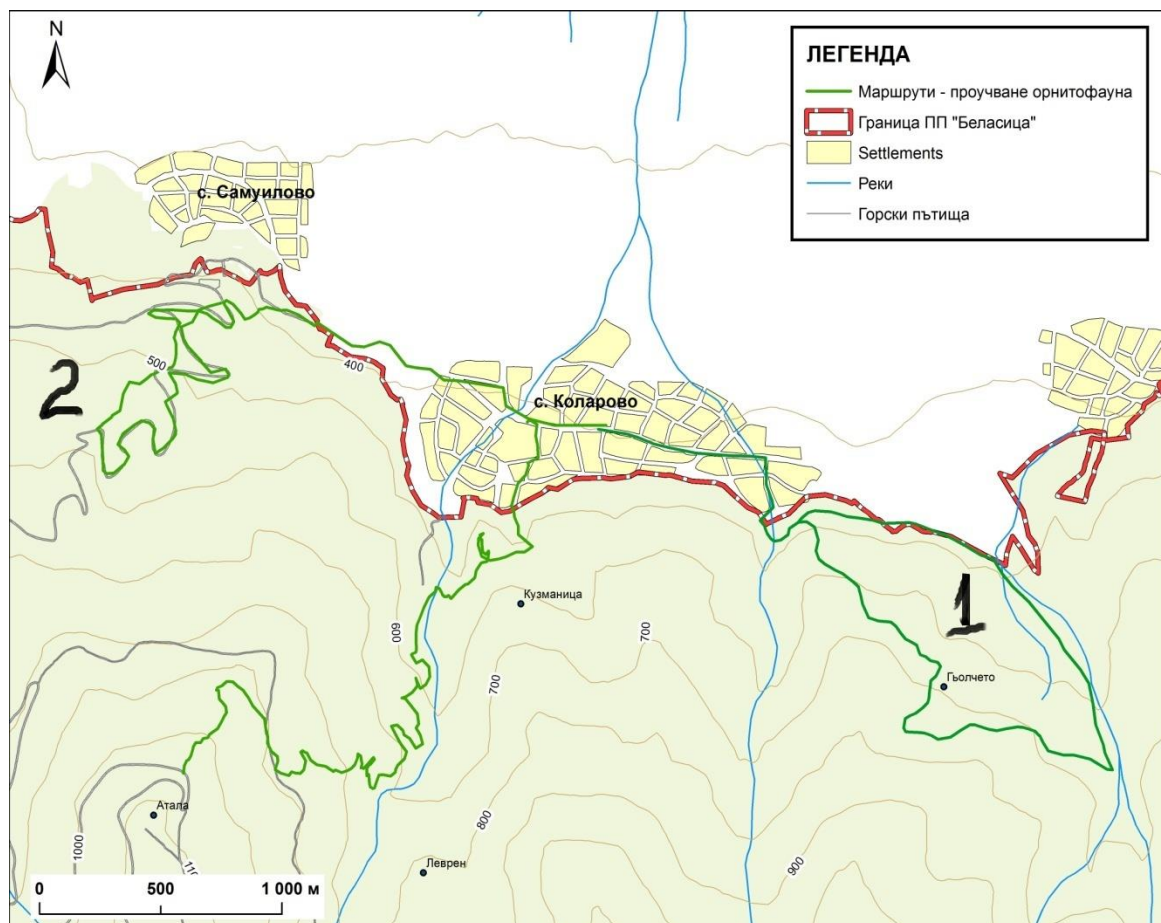 N
ЛЕГЕНДА
Маршрути - проучване орнитофауна
Граница ПП "Беласица"
Settlements
Реки
Горски пътища
с. Самуилово
2
500
400
с. Коларово
1
Кузманица
600
700
700
Гьолчето
Атала
1000
800
Леврен
900
0 500 1 000 м